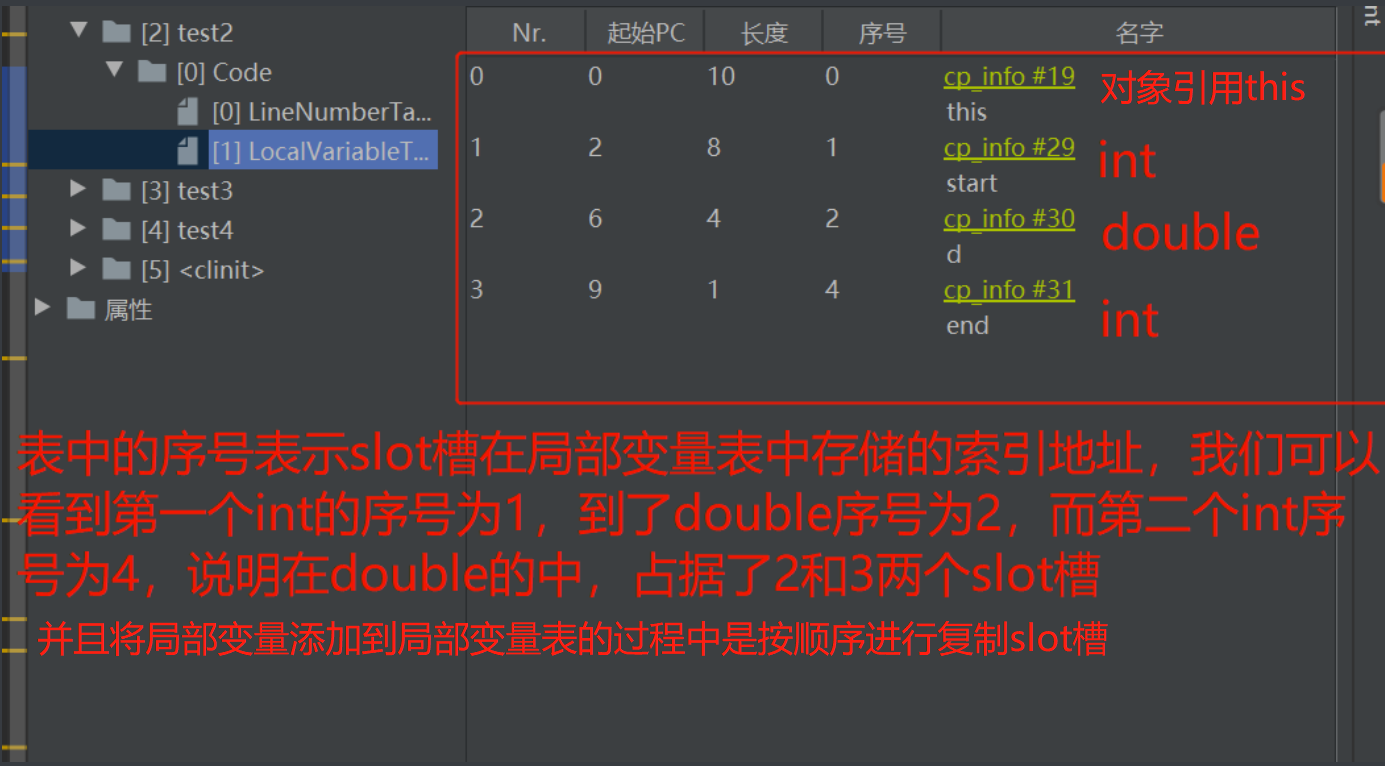 [2] test2
[0] Code
[0] LineNumberTa...
[1] LocalVariableT...
[3] test3
[4] test4
[5] <clinit>
属性
Nr. 起始PC 长度 序号 名字
0 0 10 0 cp_info #19 对象引用this
this
1 2 8 1 cp_info #29 int
start
2 6 4 2 cp_info #30 double
d
3 9 1 4 cp_info #31 int
end
表中的序号表示slot槽在局部变量表中存储的索引地址，我们可以
看到第一个int的序号为1，到了double序号为2，而第二个int序
号为4，说明在double的中，占据了2和3两个slot槽
并且将局部变量添加到局部变量表的过程中是按顺序进行复制slot槽
nt